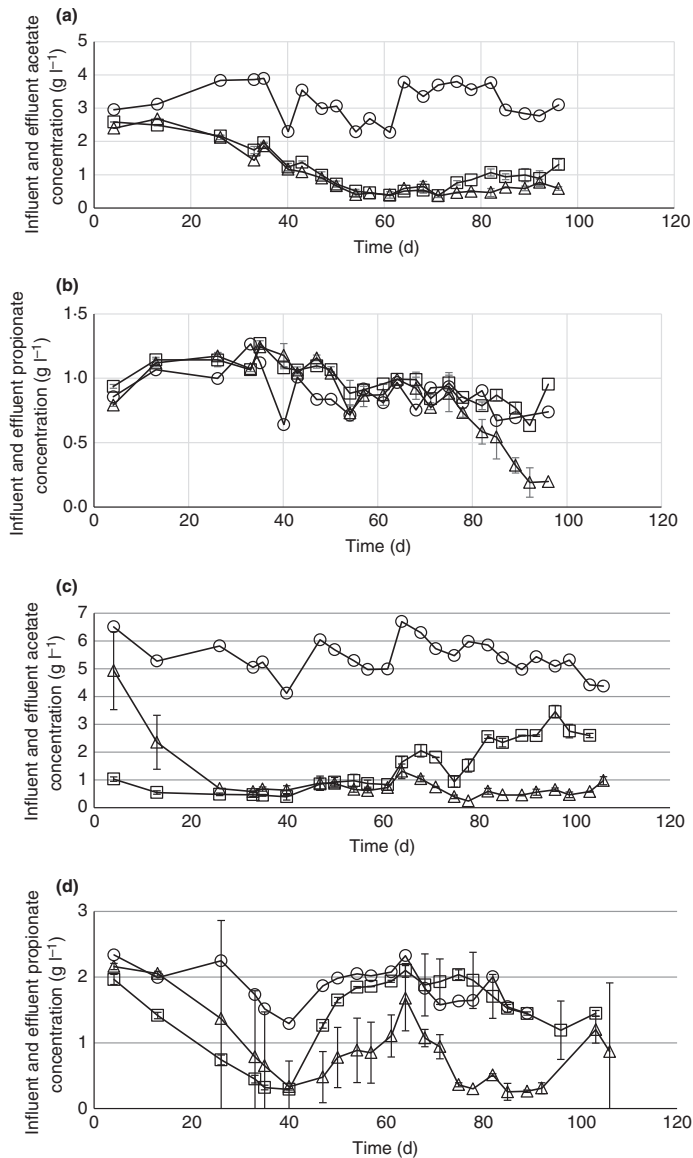 (a)
Influent and effluent acetate
concentration (g l–1)
5
4
3
2
1
0
0 20 40 60 80 100 120
Time (d)
(b)
Influent and effluent propionate
concentration (g l–1)
1·5
1·0
0·5
0·0
0 20 40 60 80 100 120
Time (d)
(c)
Influent and effluent acetate
concentration (g l–1)
7
6
5
4
3
2
1
0
0 20 40 60 80 100 120
Time (d)
(d)
Influent and effluent propionate
concentration (g l–1)
3
2
1
0
0 20 40 60 80 100 120
Time (d)